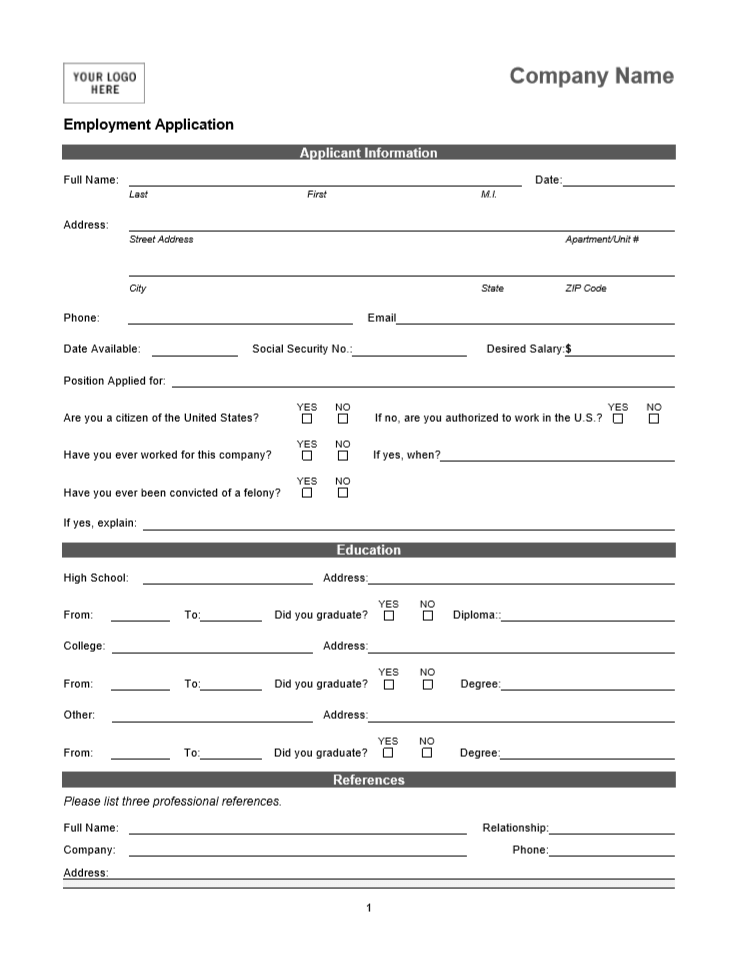 YOUR LOGO
HERE
Company Name
Employment Application
Applicant Information
Full Name: Date:
Last First M.I.
Address:
Street Address Apartment/Unit #
City State ZIP Code
Phone: Email
Date Available: Social Security No.: Desired Salary:$
Position Applied for:
YES NO YES NO
Are you a citizen of the United States? If no, are you authorized to work in the U.S.?
YES NO
Have you ever worked for this company? If yes, when?
YES NO
Have you ever been convicted of a felony?
If yes, explain:
Education
High School: Address:
YES NO
From: To: Did you graduate? Diploma::
College: Address:
YES NO
From: To: Did you graduate? Degree:
Other: Address:
YES NO
From: To: Did you graduate? Degree:
References
Please list three professional references.
Full Name: Relationship:
Company: Phone:
Address:
1